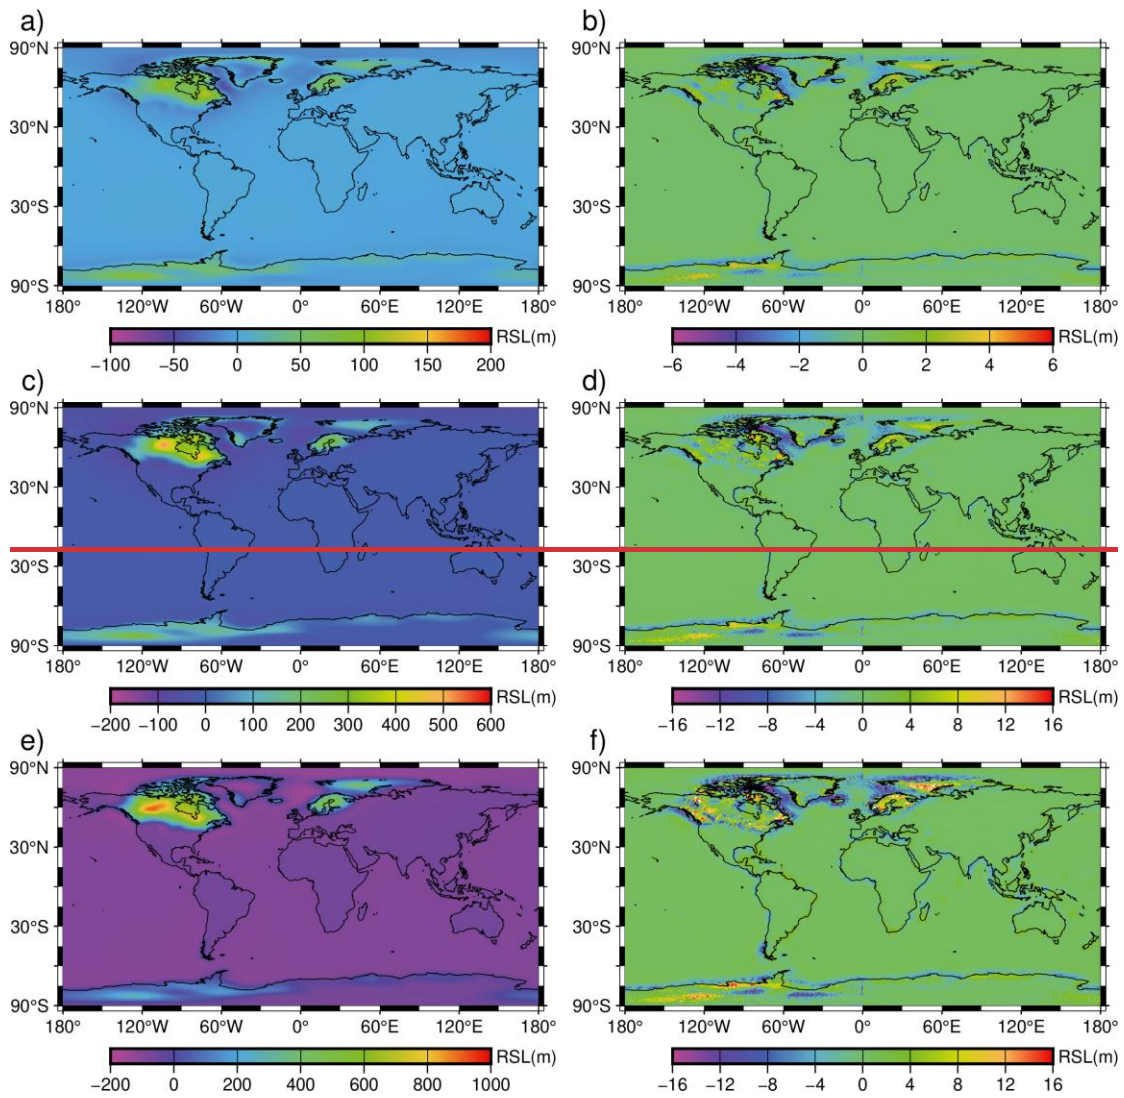 a) b)
90°N 90°N
30°N 30°N
30°S 30°S
90°S 90°S
180° 120°W 60°W 0° 60°E 120°E 180° 180° 120°W 60°W 0° 60°E 120°E 180°
RSL(m) RSL(m)
−100 −50 0 50 100 150 200 −6 −4 −2 0 2 4 6
c) d)
90°N 90°N
30°N 30°N
30°S 30°S
90°S 90°S
180° 120°W 60°W 0° 60°E 120°E 180° 180° 120°W 60°W 0° 60°E 120°E 180°
RSL(m) RSL(m)
−200 −100 0 100 200 300 400 500 600 −16 −12 −8 −4 0 4 8 12 16
e) f)
90°N 90°N
30°N 30°N
30°S 30°S
90°S 90°S
180° 120°W 60°W 0° 60°E 120°E 180° 180° 120°W 60°W 0° 60°E 120°E 180°
RSL(m) RSL(m)
−200 0 200 400 600 800 1000 −16 −12 −8 −4 0 4 8 12 16